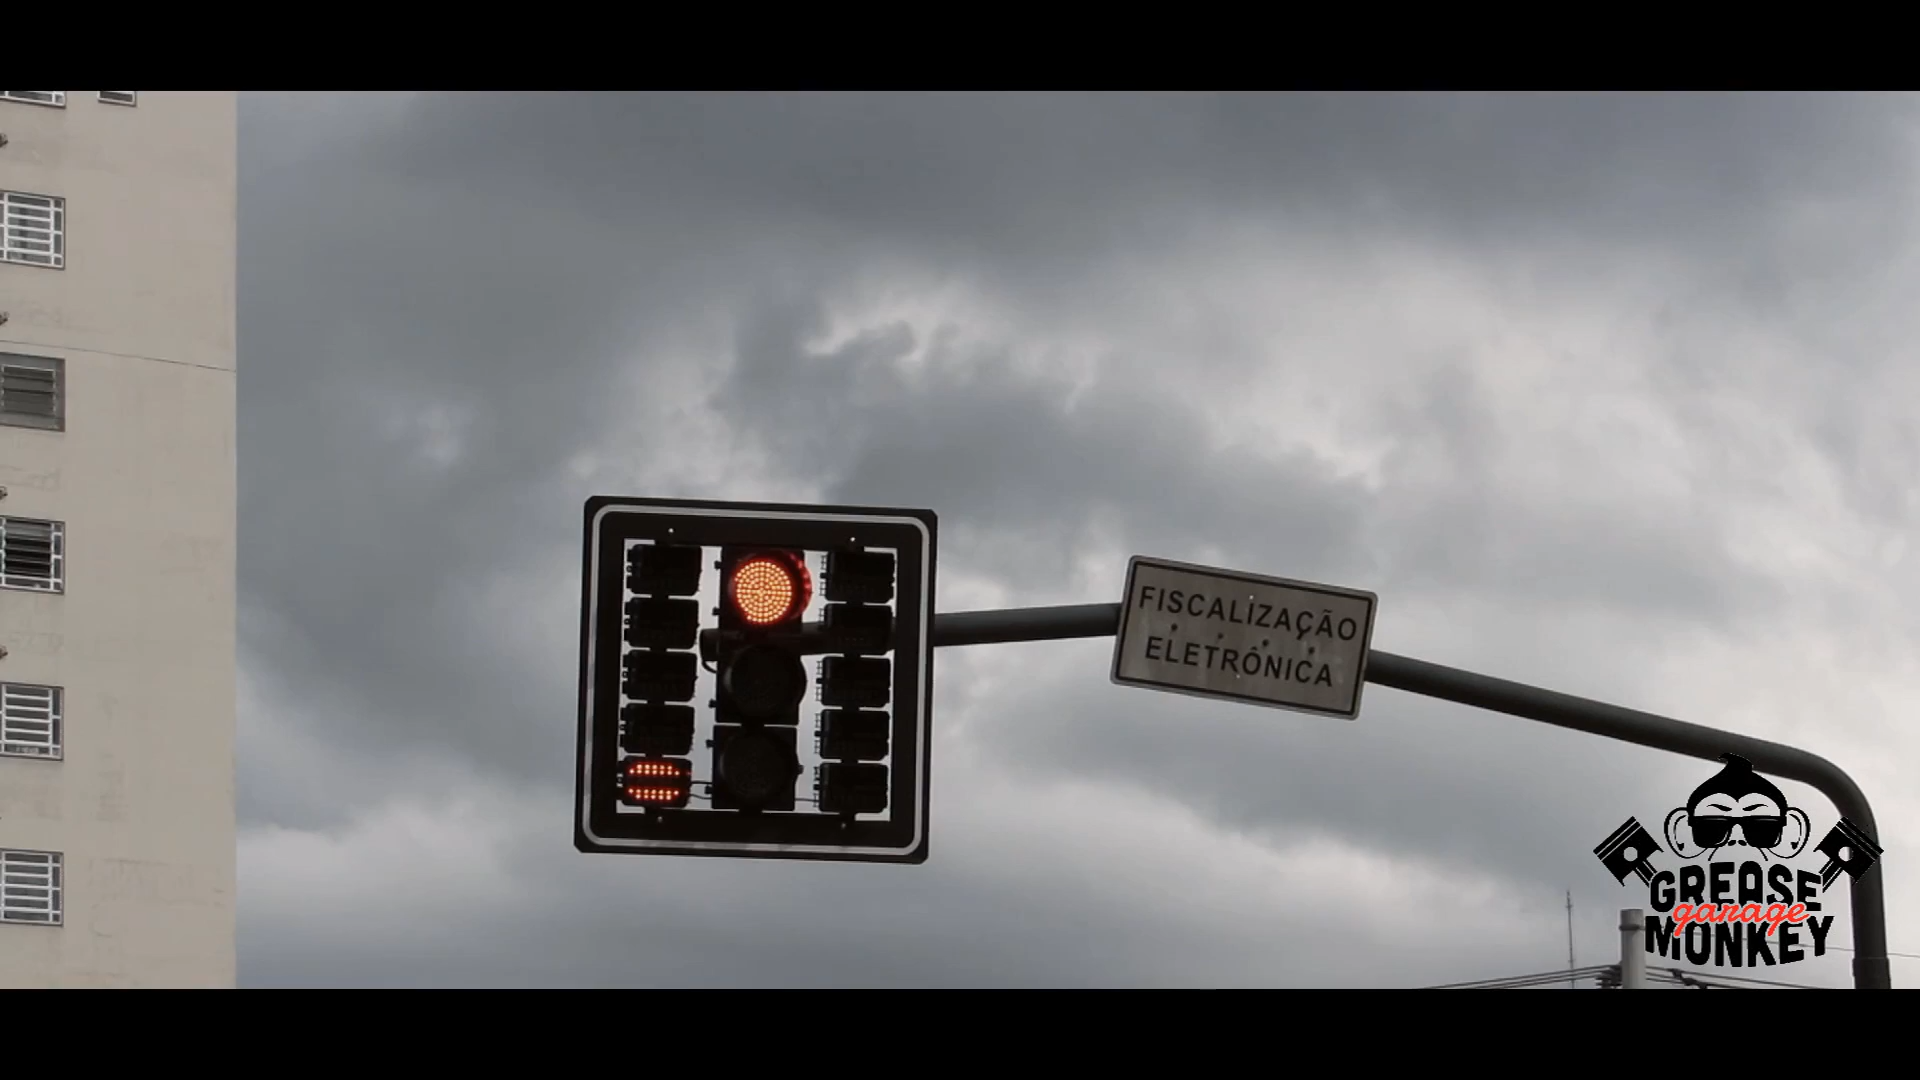 FISCALIZAÇÃO
ELETRÔNICA
GREASE
garage
MONKEY